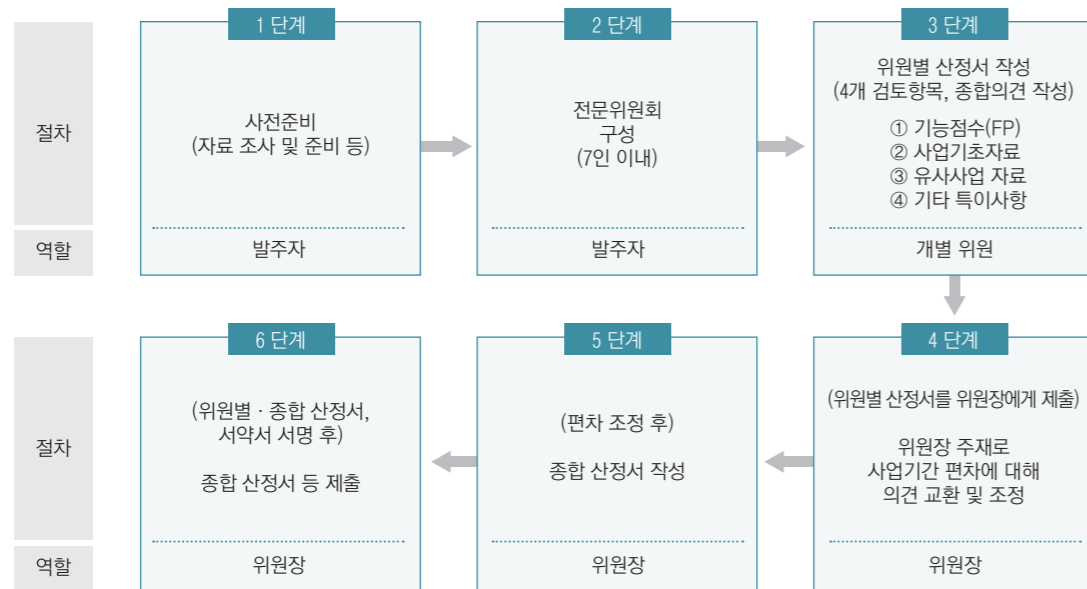 1 단계
2 단계
3 단계
절차
사전준비
(자료 조사 및 준비 등)
전문위원회
구성
(7인 이내)
위원별 산정서 작성
(4개 검토항목, 종합의견 작성)
① 기능점수(FP)
② 사업기초자료
③ 유사사업 자료
④ 기타 특이사항
역할
발주자
발주자
개별 위원
6 단계
5 단계
4 단계
절차
(위원별 · 종합 산정서,
서약서 서명 후)
종합 산정서 등 제출
(편차 조정 후)
종합 산정서 작성
(위원별 산정서를 위원장에게 제출)
위원장 주재로
사업기간 편차에 대해
의견 교환 및 조정
역할
위원장
위원장
위원장